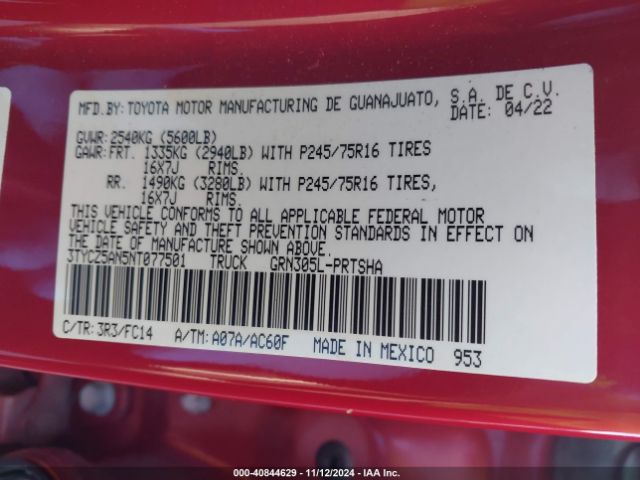 MFD. BY: TOYOTA MOTOR MANUFACTURING DE GUANAJUATO, S.A. DE C.V.
DATE: 04/22
GVWR: 2540KG (5600LB)
GAWR: FRT. 1335KG (2940LB) WITH P245/75R16 TIRES
16X7J RIMS.
RR. 1490KG (3280LB) WITH P245/75R16 TIRES,
16X7J RIMS.
THIS VEHICLE CONFORMS TO ALL APPLICABLE FEDERAL MOTOR
VEHICLE SAFETY AND THEFT PREVENTION STANDARDS IN EFFECT ON
THE DATE OF MANUFACTURE SHOWN ABOVE.
3TYCZ5AN5NT077501 TRUCK GRN305L-PRTSHA
C/TR: 3R3/FC14 A/TM: A07A/AC60F MADE IN MEXICO 953
000-40844629 - 11/12/2024 - IAA Inc.